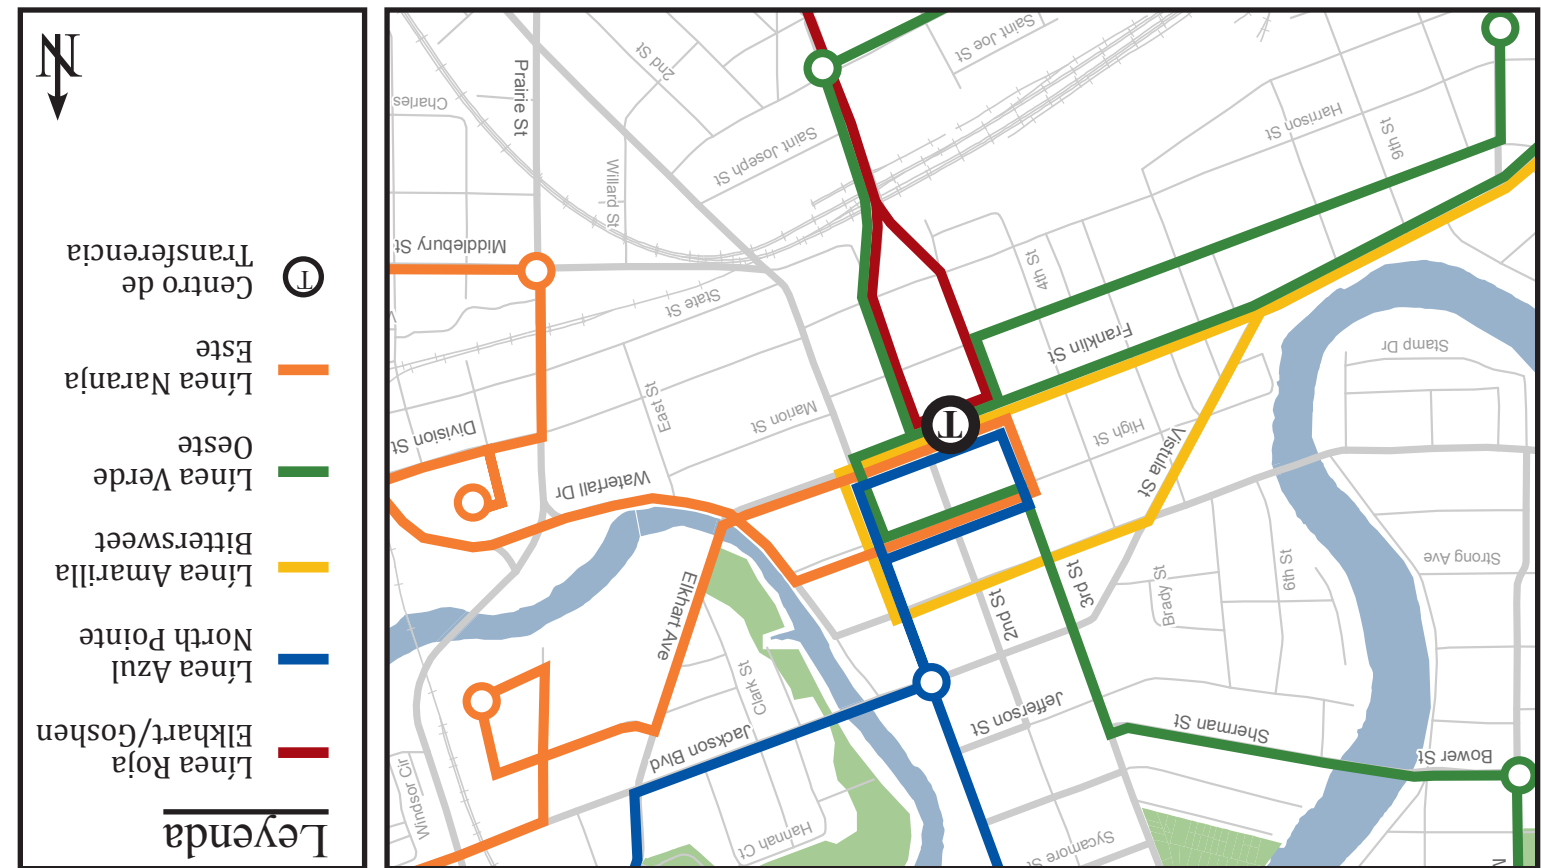 Leyenda
Línea Roja
Elkhart/Goshen
Línea Azul
North Pointe
Línea Amarilla
Bittersweet
Línea Verde
Oeste
Línea Naranja
Este
T
Centro de
Transferencia
N
Sycamore St
Hannah Ct
Windsor Cir
Bower St
Sherman St
Jackson Blvd
Jefferson St
Clark St
Elkhart Ave
2nd St
3rd St
Brady St
6th St
Strong Ave
Waterfall Dr
Vistula St
Division St
High St
T
Marion St
East St
Stamp Dr
Franklin St
State St
4th St
Middlebury St
Willard St
Saint Joseph St
9th St
Harrison St
Charles
Prairie St
2nd St
Saint Joe St